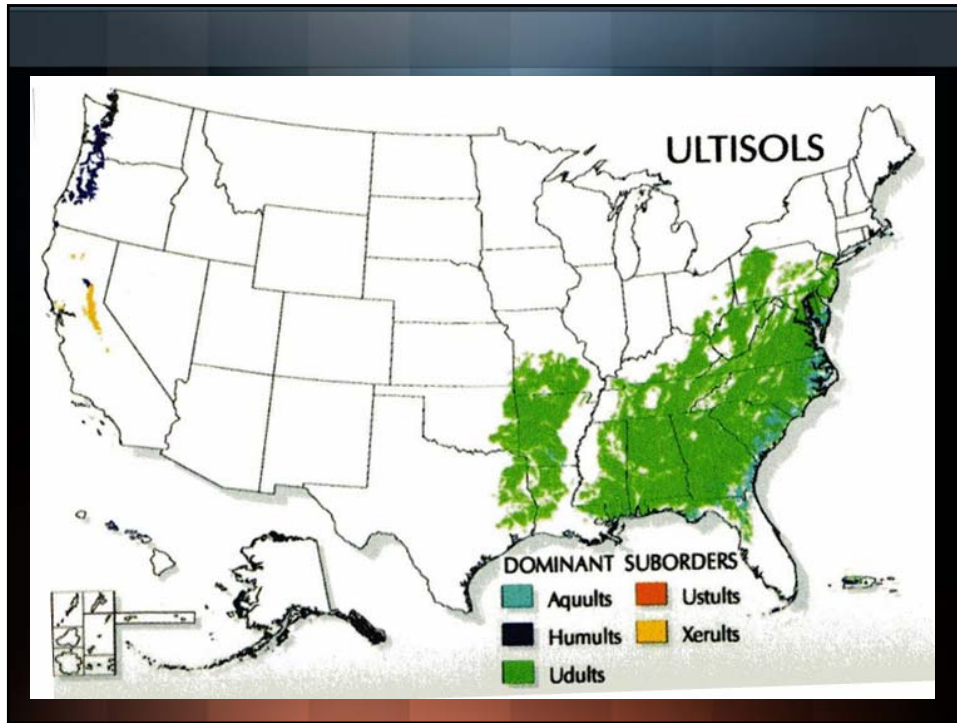 ULTISOLS
DOMINANT SUBORDERS
Aquults Ustults
Humults Xerults
Udults